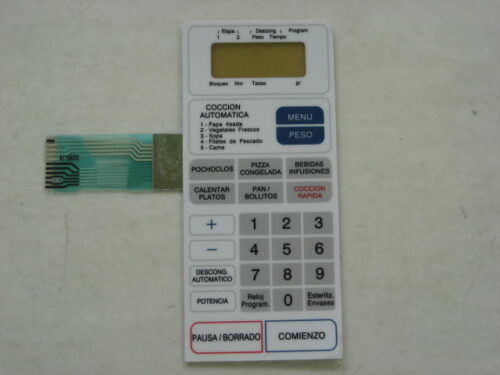 Etapa Descong Program
1 2 Peso Tiempo
Bloqueo Nro Tazas gr
COCCION
AUTOMATICA
1 - Papa Asada
2 - Vegetales Frescos
3 - Sopa
4 - Filetes de Pescado
5 - Carne
MENU
PESO
POCHOCLOS
PIZZA
CONGELADA
BEBIDAS
INFUSIONES
CALENTAR
PLATOS
PAN /
BOLLITOS
COCCION
RAPIDA
+ 1 2 3
− 4 5 6
DESCONG.
AUTOMATICO
7 8 9
POTENCIA
Reloj
Program.
0
Esteriliz.
Envases
PAUSA / BORRADO
COMIENZO